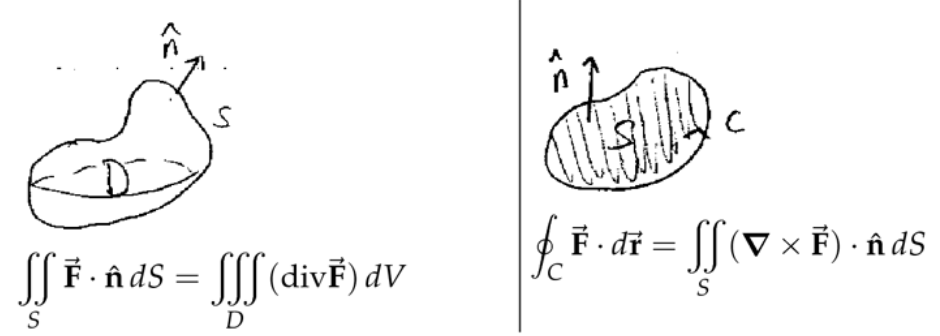 n̂
S
D
∬_S F⃗ · n̂ dS = ∭_D (divF⃗) dV
n̂
S
C
∮_C F⃗ · dr⃗ = ∬_S (∇ × F⃗) · n̂ dS